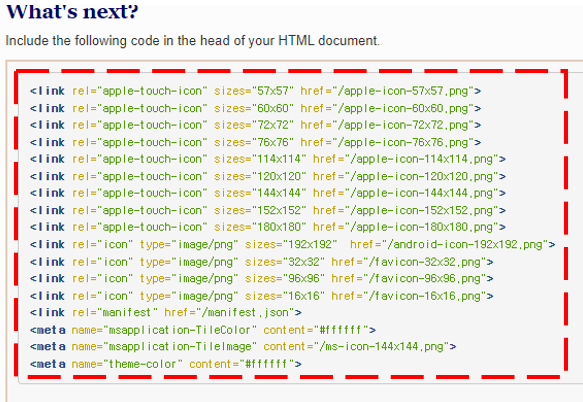 What's next?
Include the following code in the head of your HTML document.
<link rel="apple-touch-icon" sizes="57x57" href="/apple-icon-57x57.png">
<link rel="apple-touch-icon" sizes="60x60" href="/apple-icon-60x60.png">
<link rel="apple-touch-icon" sizes="72x72" href="/apple-icon-72x72.png">
<link rel="apple-touch-icon" sizes="76x76" href="/apple-icon-76x76.png">
<link rel="apple-touch-icon" sizes="114x114" href="/apple-icon-114x114.png">
<link rel="apple-touch-icon" sizes="120x120" href="/apple-icon-120x120.png">
<link rel="apple-touch-icon" sizes="144x144" href="/apple-icon-144x144.png">
<link rel="apple-touch-icon" sizes="152x152" href="/apple-icon-152x152.png">
<link rel="apple-touch-icon" sizes="180x180" href="/apple-icon-180x180.png">
<link rel="icon" type="image/png" sizes="192x192"  href="/android-icon-192x192.png">
<link rel="icon" type="image/png" sizes="32x32" href="/favicon-32x32.png">
<link rel="icon" type="image/png" sizes="96x96" href="/favicon-96x96.png">
<link rel="icon" type="image/png" sizes="16x16" href="/favicon-16x16.png">
<link rel="manifest" href="/manifest.json">
<meta name="msapplication-TileColor" content="#ffffff">
<meta name="msapplication-TileImage" content="/ms-icon-144x144.png">
<meta name="theme-color" content="#ffffff">